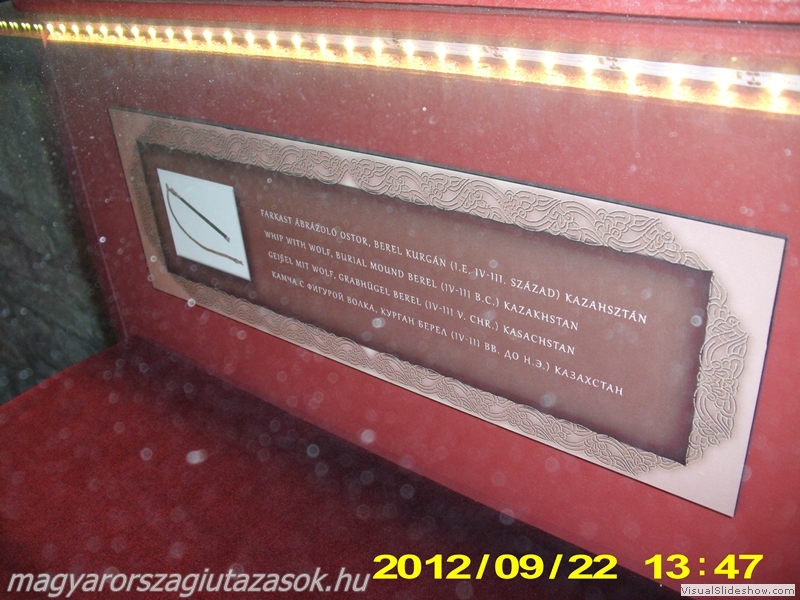 FARKAST ÁBRÁZOLÓ OSTOR, BEREL KURGÁN (I.E. IV-III. SZÁZAD) KAZAHSZTÁN
WHIP WITH WOLF, BURIAL MOUND BEREL (IV-III B.C.) KAZAKHSTAN
GEIßEL MIT WOLF, GRABHÜGEL BEREL (IV-III V. CHR.) KASACHSTAN
КАМЧА С ФИГУРОЙ ВОЛКА, КУРГАН БЕРЕЛ (IV-III ВВ. ДО Н.Э.) КАЗАХСТАН
2012/09/22 13:47
magyarorszagiutazasok.hu
VisualSlideshow.com